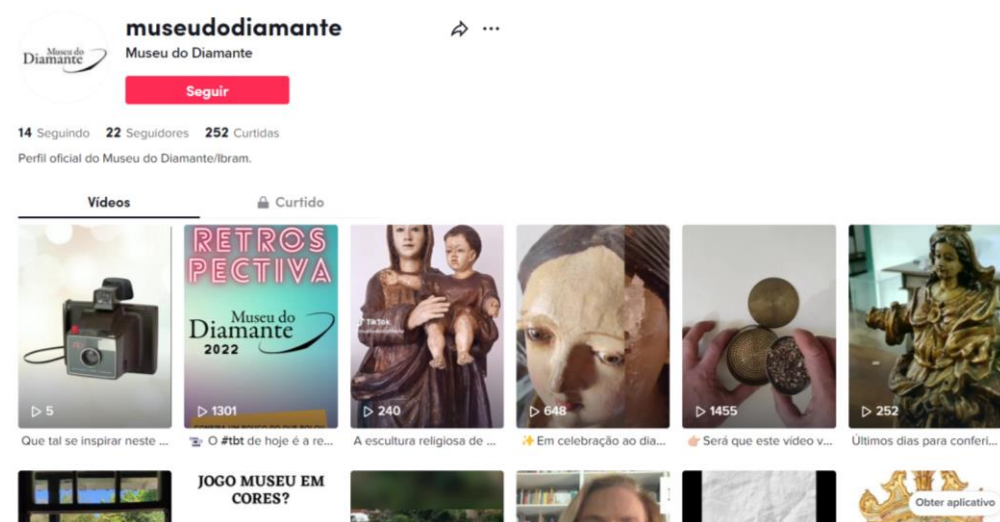 museudodiamante
Museu do Diamante
Museu do
Diamante
Seguir
14 Seguindo 22 Seguidores 252 Curtidas
Perfil oficial do Museu do Diamante/Ibram.
Vídeos
Curtido
RETROS
PECTIVA
Museu do
Diamante
2022
TikTok
5
1301
240
648
1455
252
Que tal se inspirar neste ...
O #tbt de hoje é a re...
A escultura religiosa de ...
Em celebração ao dia...
Será que este vídeo v...
Últimos dias para conferi...
JOGO MUSEU EM
CORES?
Obter aplicativo